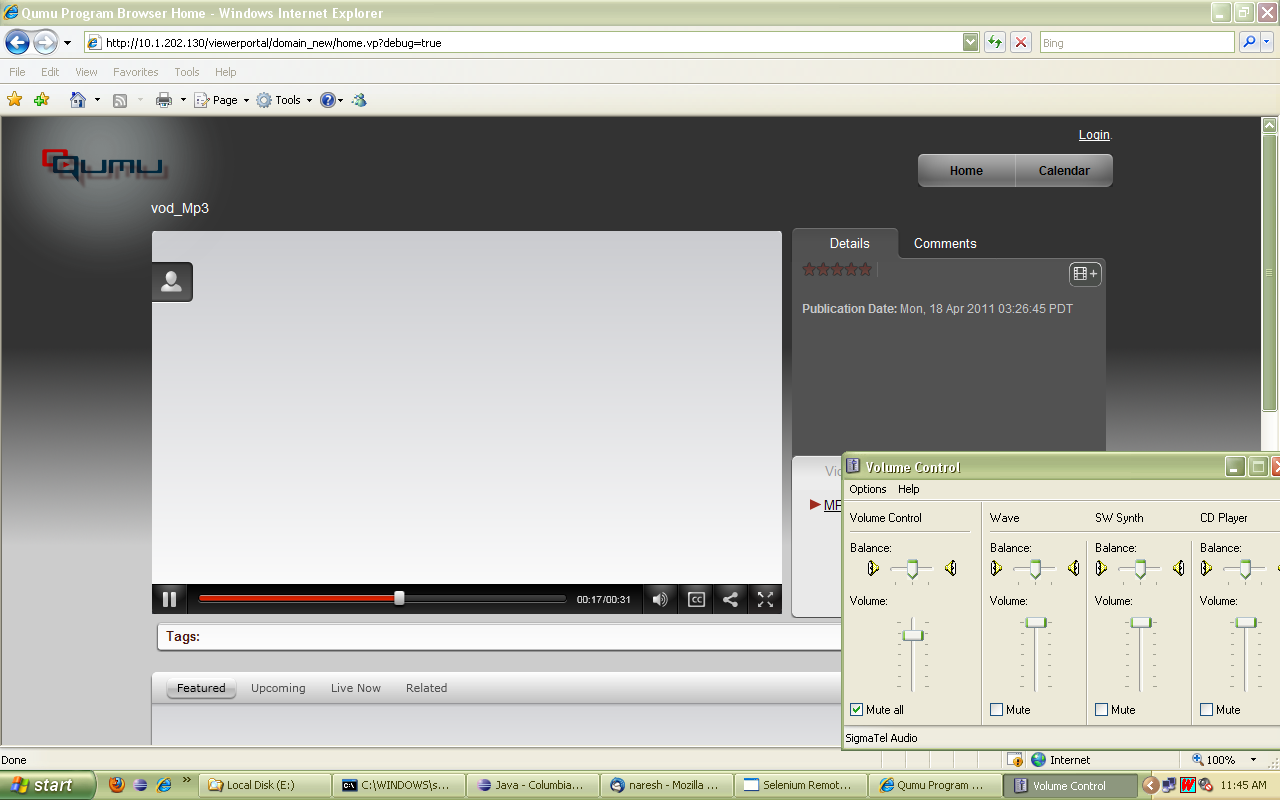 Qumu Program Browser Home - Windows Internet Explorer
http://10.1.202.130/viewerportal/domain_new/home.vp?debug=true
Bing
File Edit View Favorites Tools Help
Page Tools
Login
Qumu
Home Calendar
vod_Mp3
Details Comments
Publication Date: Mon, 18 Apr 2011 03:26:45 PDT
00:17/00:31
CC
Tags:
Featured Upcoming Live Now Related
Volume Control
Options Help
Volume Control Wave SW Synth CD Player
Balance: Balance: Balance: Balance:
Volume: Volume: Volume: Volume:
Mute all Mute Mute Mute
SigmaTel Audio
Done Internet 100%
start Local Disk (E:) C:\WINDOWS\s... Java - Columbia... naresh - Mozilla ... Selenium Remot... Qumu Program ... Volume Control 11:45 AM